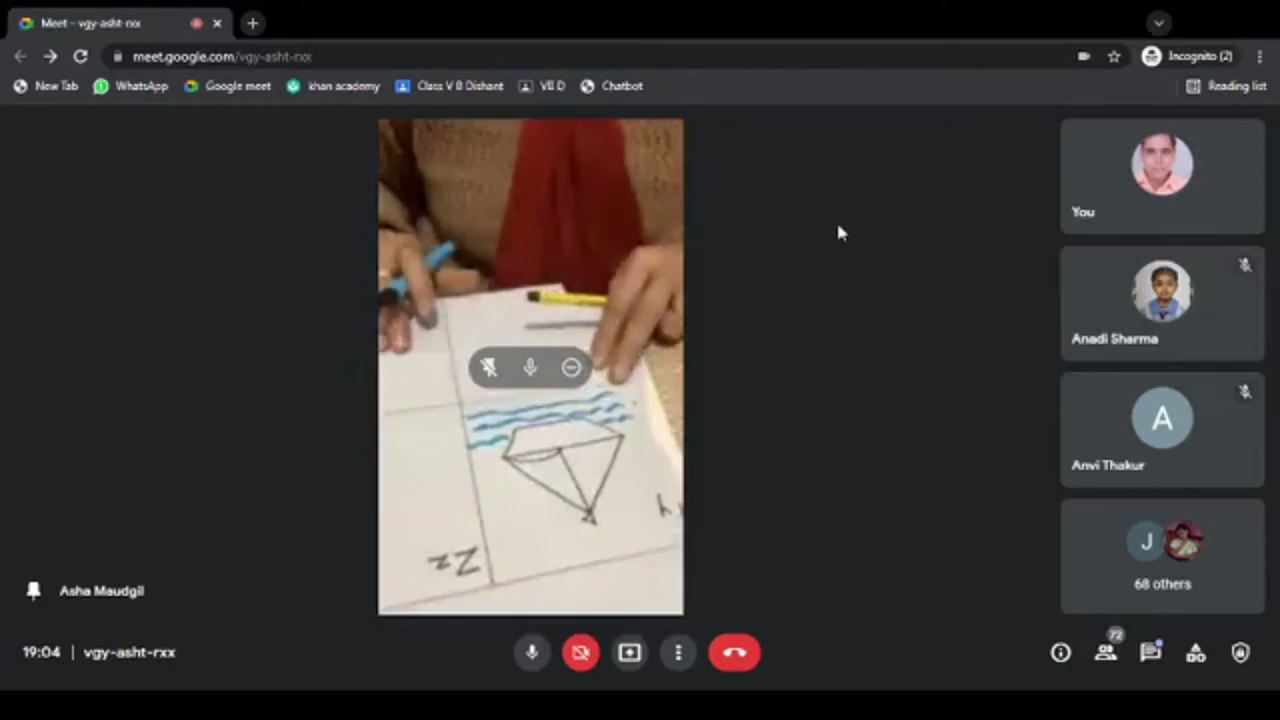 Meet - vgy-asht-rxx
meet.google.com/vgy-asht-rxx
Incognito (2)
New Tab
WhatsApp
Google meet
khan academy
Class V B Dishant
VII D
Chatbot
Reading list
You
Anadi Sharma
A
Anvi Thakur
J
68 others
Zz
Asha Maudgil
19:04 | vgy-asht-rxx
72